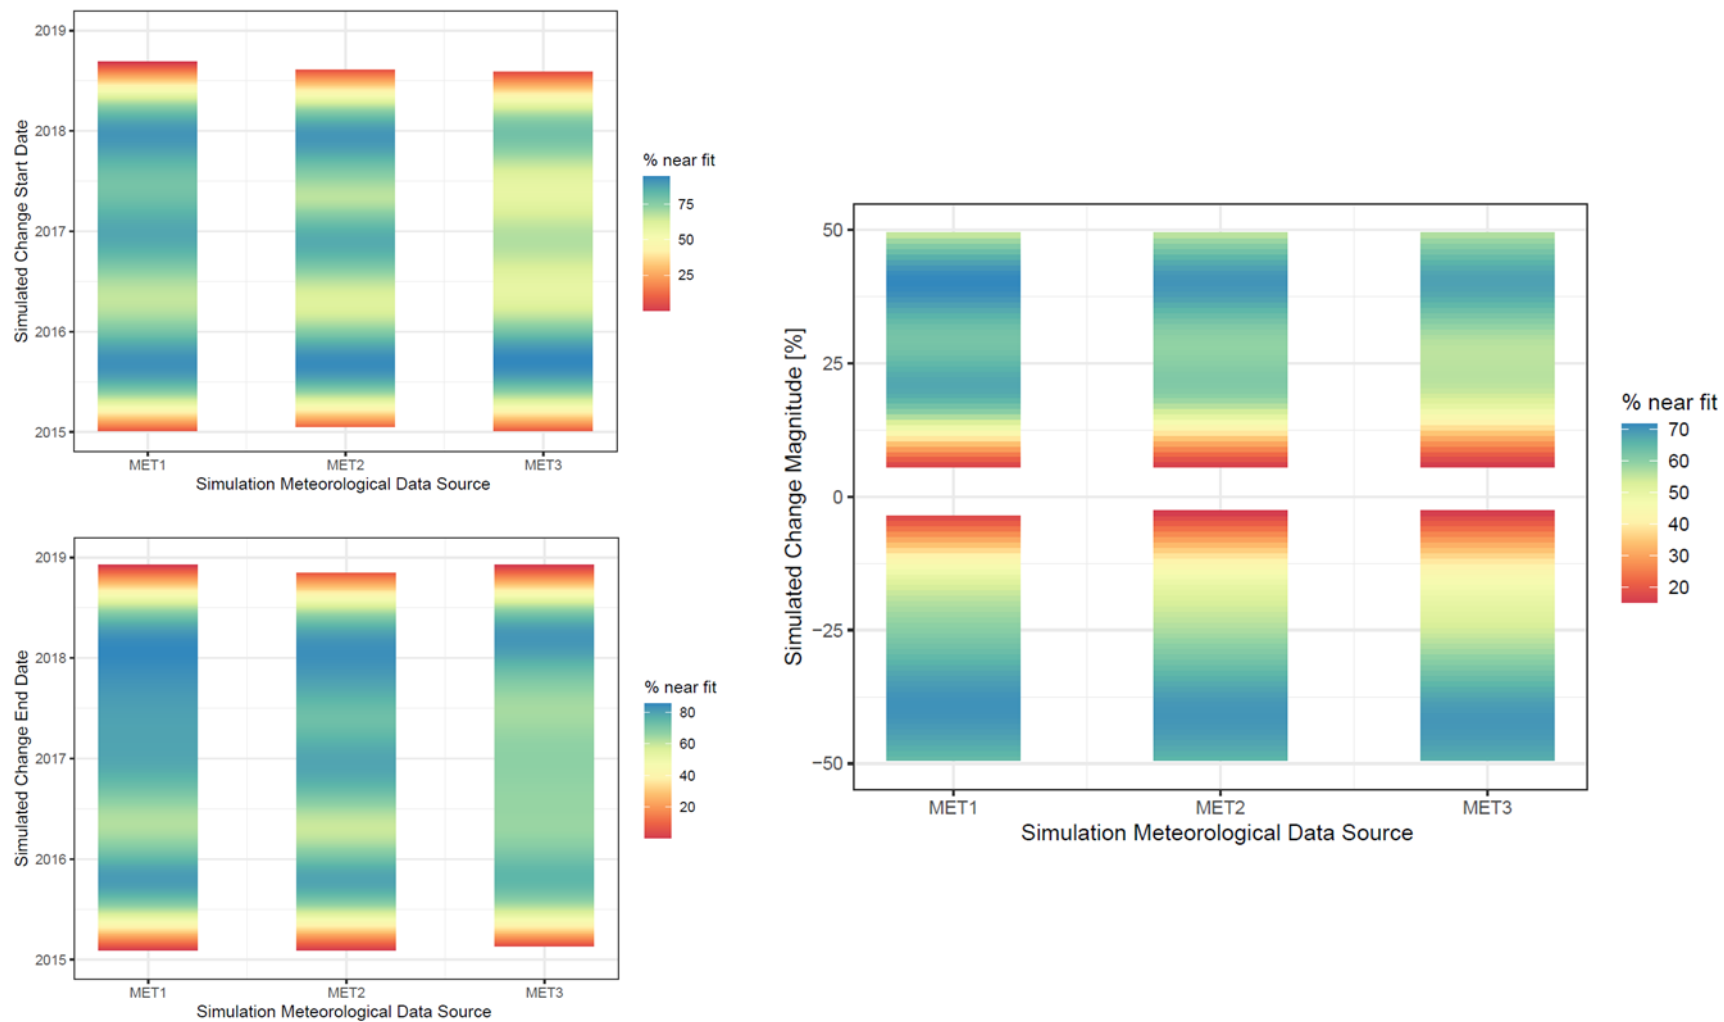 Simulated Change Start Date
2019
2018
2017
2016
2015
MET1 MET2 MET3
Simulation Meteorological Data Source
% near fit
75
50
25
Simulated Change End Date
2019
2018
2017
2016
2015
MET1 MET2 MET3
Simulation Meteorological Data Source
% near fit
80
60
40
20
Simulated Change Magnitude [%]
50
25
0
−25
−50
MET1 MET2 MET3
Simulation Meteorological Data Source
% near fit
70
60
50
40
30
20